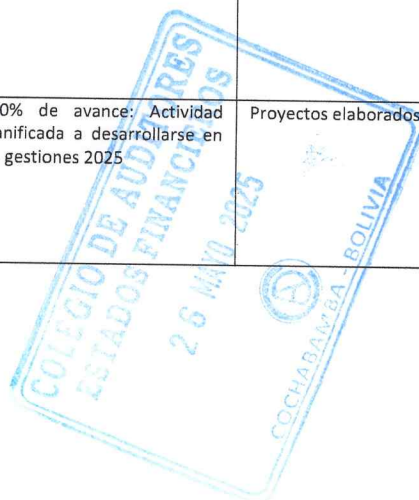 0% de avance: Actividad
anificada a desarrollarse en
gestiones 2025
Proyectos elaborados
COLEGIO DE AUDITORES
ESTADOS FINANCIEROS
26 MAYO 2025
COCHABAMBA - BOLIVIA